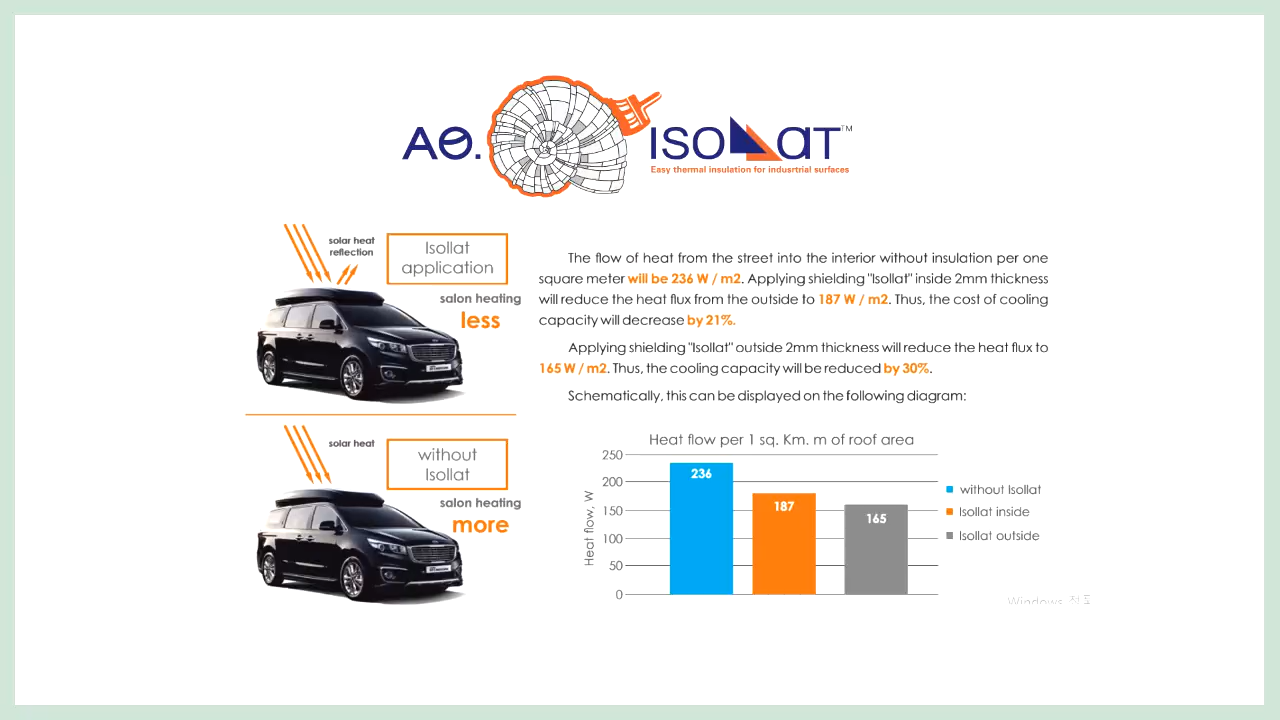 AO.
ISOLLAT™
Easy thermal insulation for indusrtrial surfaces
solar heat
reflection
Isollat
application
salon heating
less
solar heat
without
Isollat
salon heating
more
The flow of heat from the street into the interior without insulation per one
square meter will be 236 W / m2. Applying shielding "Isollat" inside 2mm thickness
will reduce the heat flux from the outside to 187 W / m2. Thus, the cost of cooling
capacity will decrease by 21%.
Applying shielding "Isollat" outside 2mm thickness will reduce the heat flux to
165 W / m2. Thus, the cooling capacity will be reduced by 30%.
Schematically, this can be displayed on the following diagram:
Heat flow per 1 sq. Km. m of roof area
Heat flow, W
250
200
150
100
50
0
236
187
165
without Isollat
Isollat inside
Isollat outside
Windows